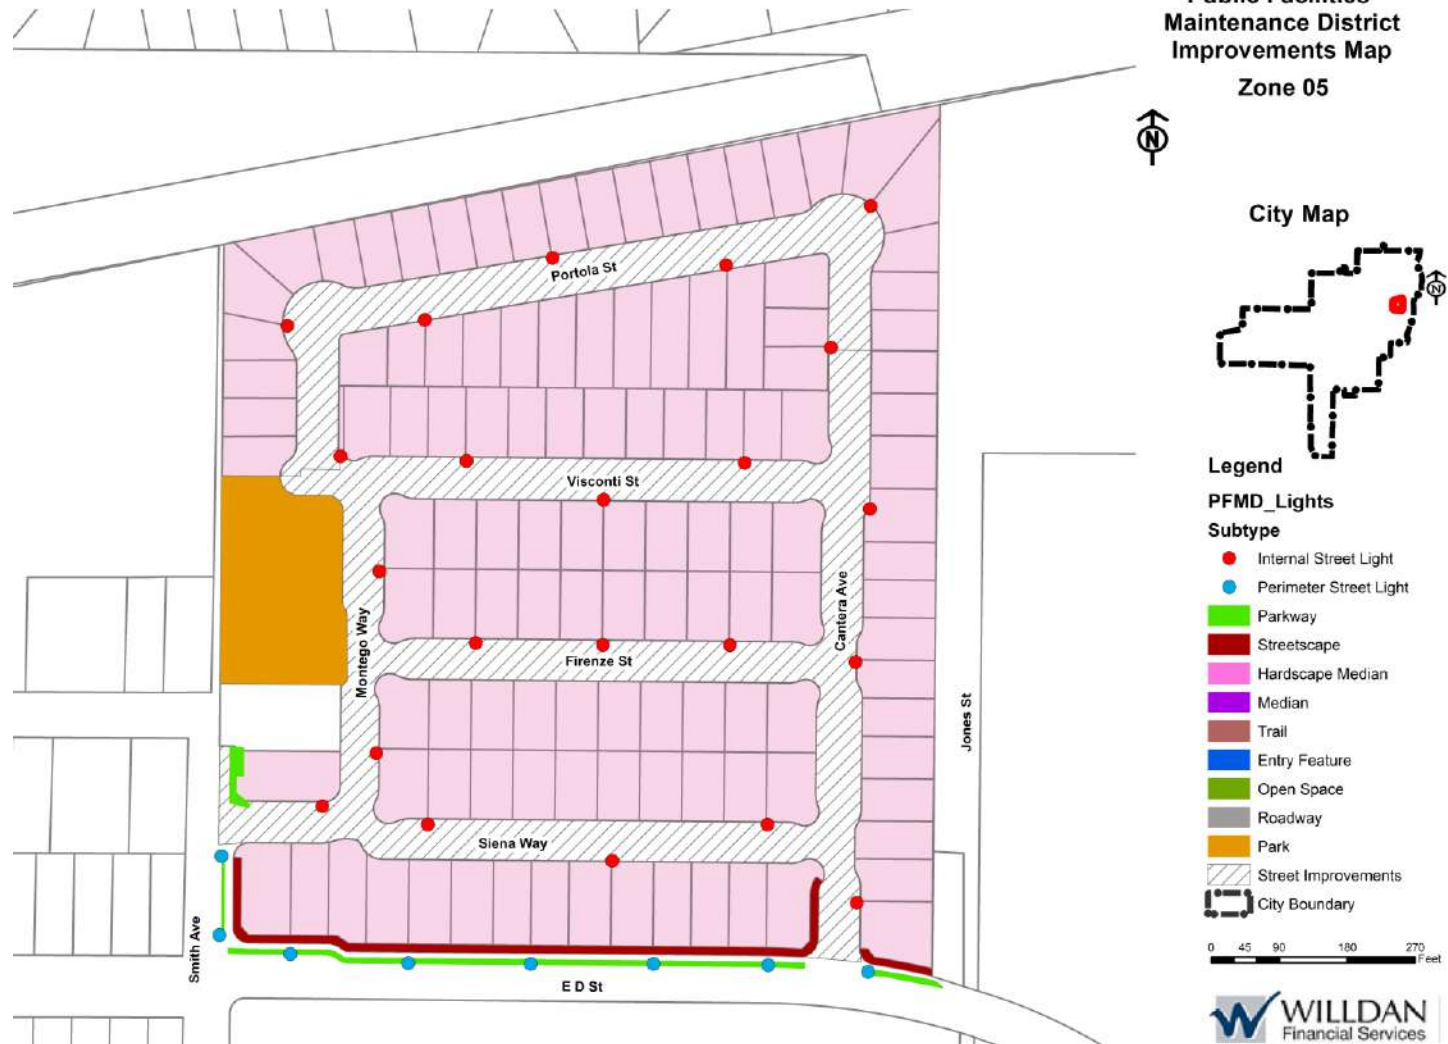 Public Facilities
Maintenance District
Improvements Map
Zone 05
N
City Map
N
Portola St
Visconti St
Montego Way
Cantera Ave
Firenze St
Jones St
Siena Way
Smith Ave
E D St
Legend
PFMD_Lights
Subtype
Internal Street Light
Perimeter Street Light
Parkway
Streetscape
Hardscape Median
Median
Trail
Entry Feature
Open Space
Roadway
Park
Street Improvements
City Boundary
0 45 90 180 270
Feet
WILLDAN
Financial Services